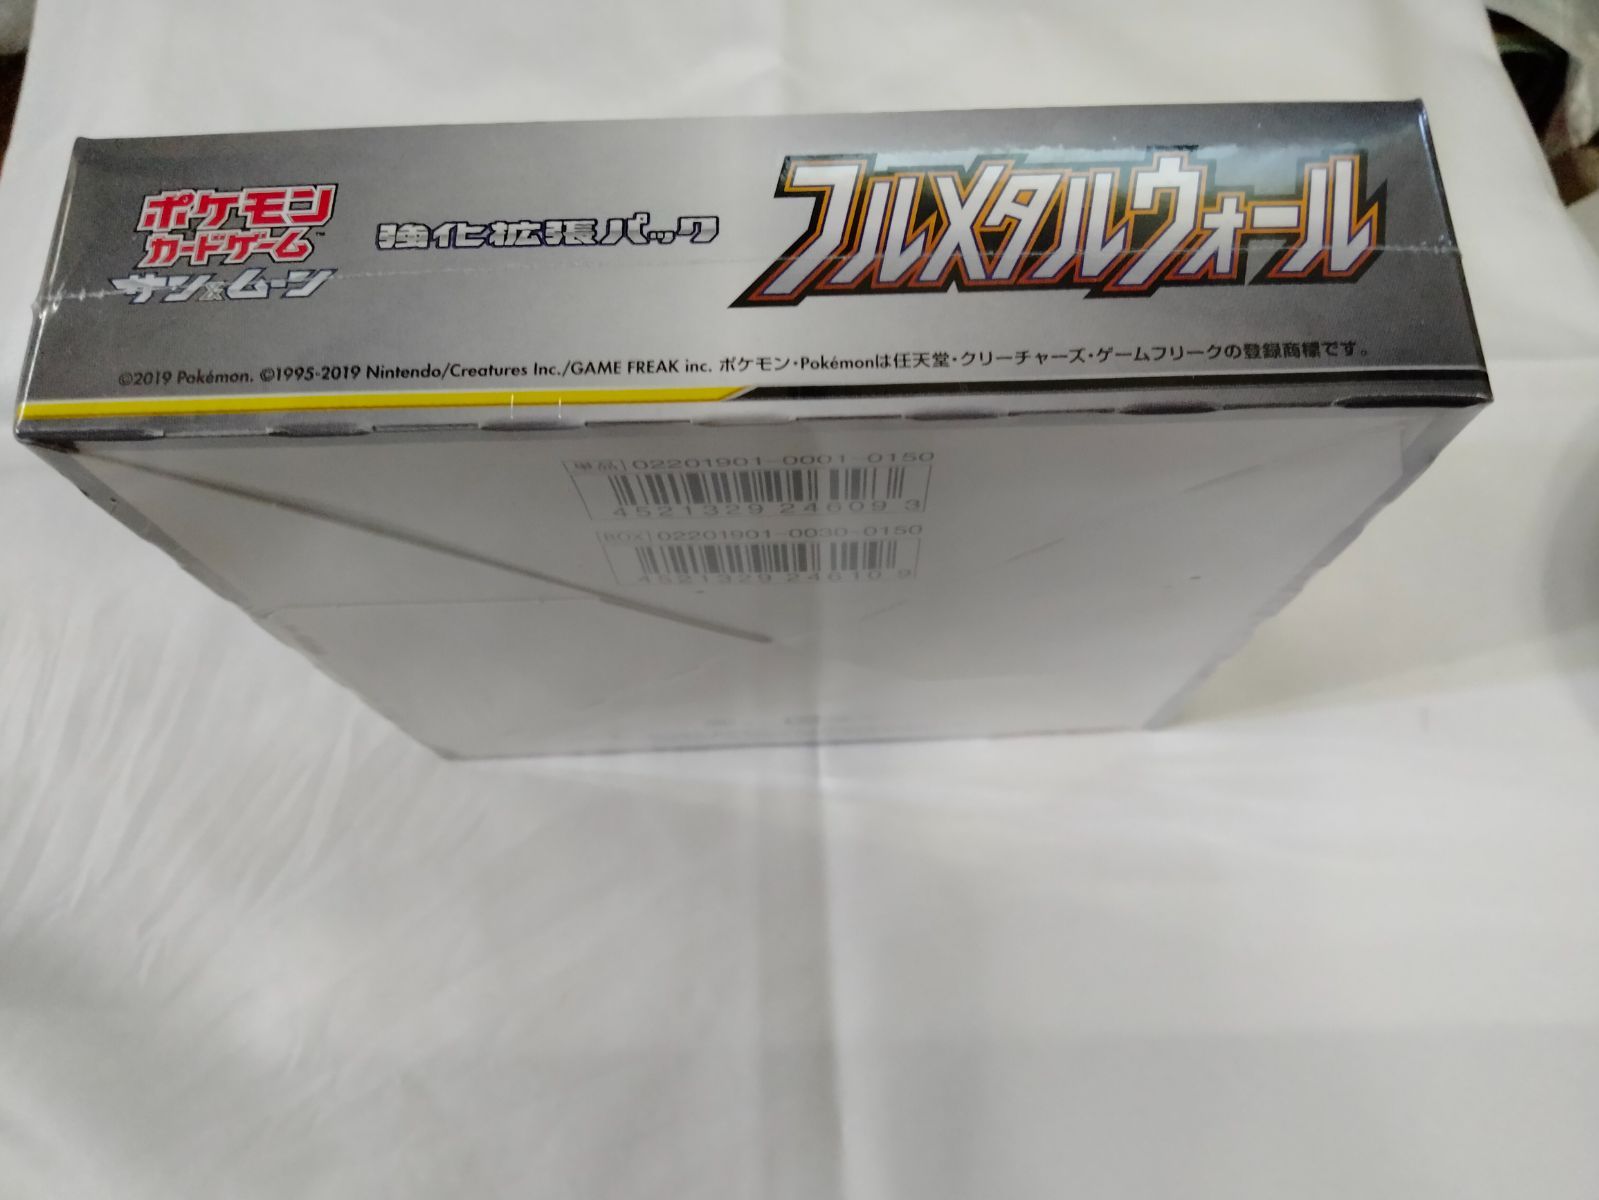 ポケモン
カードゲーム™
サン&ムーン
強化拡張パック
フルメタルウォール
©2019 Pokémon. ©1995-2019 Nintendo/Creatures Inc./GAME FREAK inc. ポケモン・Pokémonは任天堂・クリーチャーズ・ゲームフリークの登録商標です。
単品 02201901-0001-0150
4521329 24609 3
BOX 02201901-0030-0150
4521329 24610 9